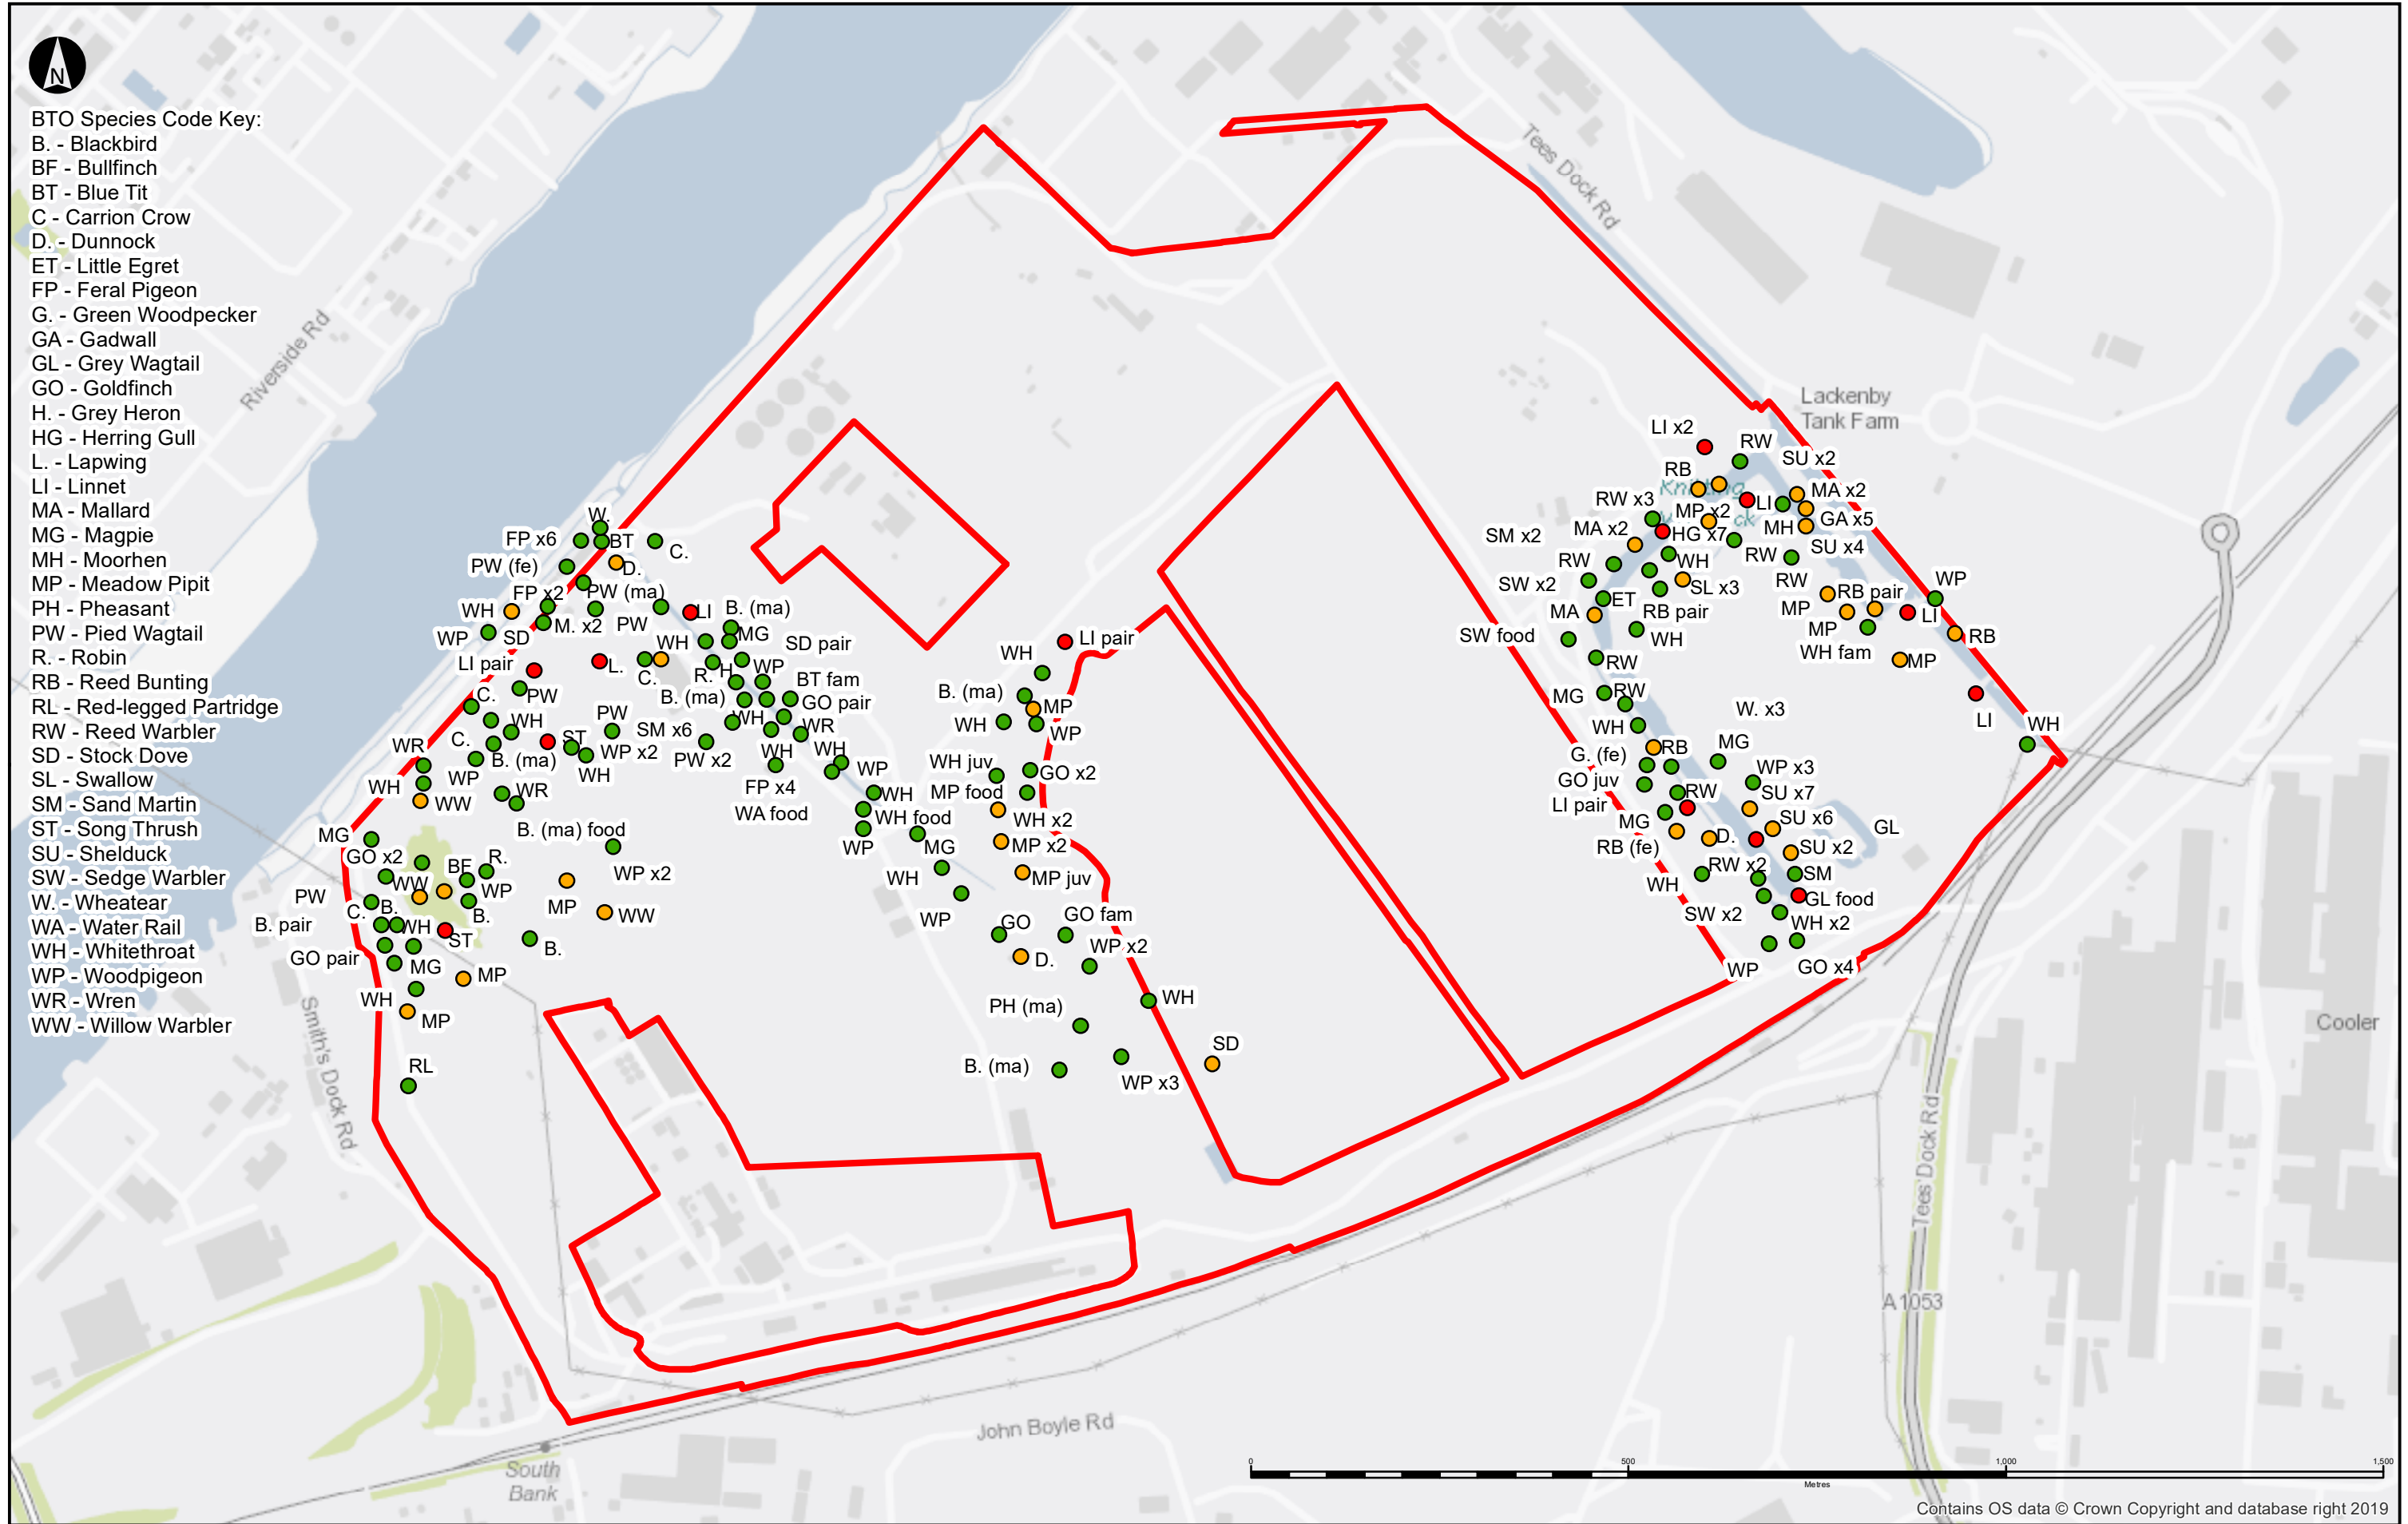 N
BTO Species Code Key:
B. - Blackbird
BF - Bullfinch
BT - Blue Tit
C - Carrion Crow
D. - Dunnock
ET - Little Egret
FP - Feral Pigeon
G. - Green Woodpecker
GA - Gadwall
GL - Grey Wagtail
GO - Goldfinch
H. - Grey Heron
HG - Herring Gull
L. - Lapwing
LI - Linnet
MA - Mallard
MG - Magpie
MH - Moorhen
MP - Meadow Pipit
PH - Pheasant
PW - Pied Wagtail
R. - Robin
RB - Reed Bunting
RL - Red-legged Partridge
RW - Reed Warbler
SD - Stock Dove
SL - Swallow
SM - Sand Martin
ST - Song Thrush
SU - Shelduck
SW - Sedge Warbler
W. - Wheatear
WA - Water Rail
WH - Whitethroat
WP - Woodpigeon
WR - Wren
WW - Willow Warbler
Riverside Rd
Tees Dock Rd
Lackenby
Tank Farm
Smith's Dock Rd
South
Bank
John Boyle Rd
Tees Dock Rd
A1053
Cooler
W.
FP x6
BT
C.
PW (fe)
D.
FP x2
PW (ma)
WH
M. x2
PW
LI
B. (ma)
WP
SD
WH
MG
SD pair
LI pair
L.
C.
R.
H.
WP
BT fam
C.
PW
B. (ma)
GO pair
WH
PW
SM x6
WH
WR
WR
C.
ST
WP x2
PW x2
WH
WH
B. (ma)
WH
WP
WH
WP
FP x4
WW
WR
WA food
WH
WH food
B. (ma) food
WP
MG
MG
GO x2
BF
R.
WP x2
WH
WW
WP
PW
MP
WW
WP
B. pair
C.
B.
B.
WH
ST
B.
GO pair
MG
MP
WH
MP
RL
LI pair
WH
B. (ma)
MP
WH
WP
WH juv
GO x2
MP food
WH x2
MP x2
MP juv
GO
GO fam
D.
WP x2
PH (ma)
WH
B. (ma)
WP x3
SD
LI x2
RW
SU x2
RB
MA x2
RW x3
LI
MP x2
GA x5
SM x2
MA x2
HG x7
MH
SU x4
RW
WH
RW
SW x2
SL x3
RW
RB pair
WP
MA
ET
RB pair
MP
LI
SW food
WH
MP
RB
RW
WH fam
MP
MG
RW
W. x3
LI
WH
WH
G. (fe)
RB
MG
GO juv
WP x3
LI pair
RW
SU x7
MG
SU x6
GL
RB (fe)
D.
SU x2
RW x2
SM
WH
GL food
SW x2
WH x2
WP
GO x4
0
500
1,000
1,500
Metres
Contains OS data © Crown Copyright and database right 2019